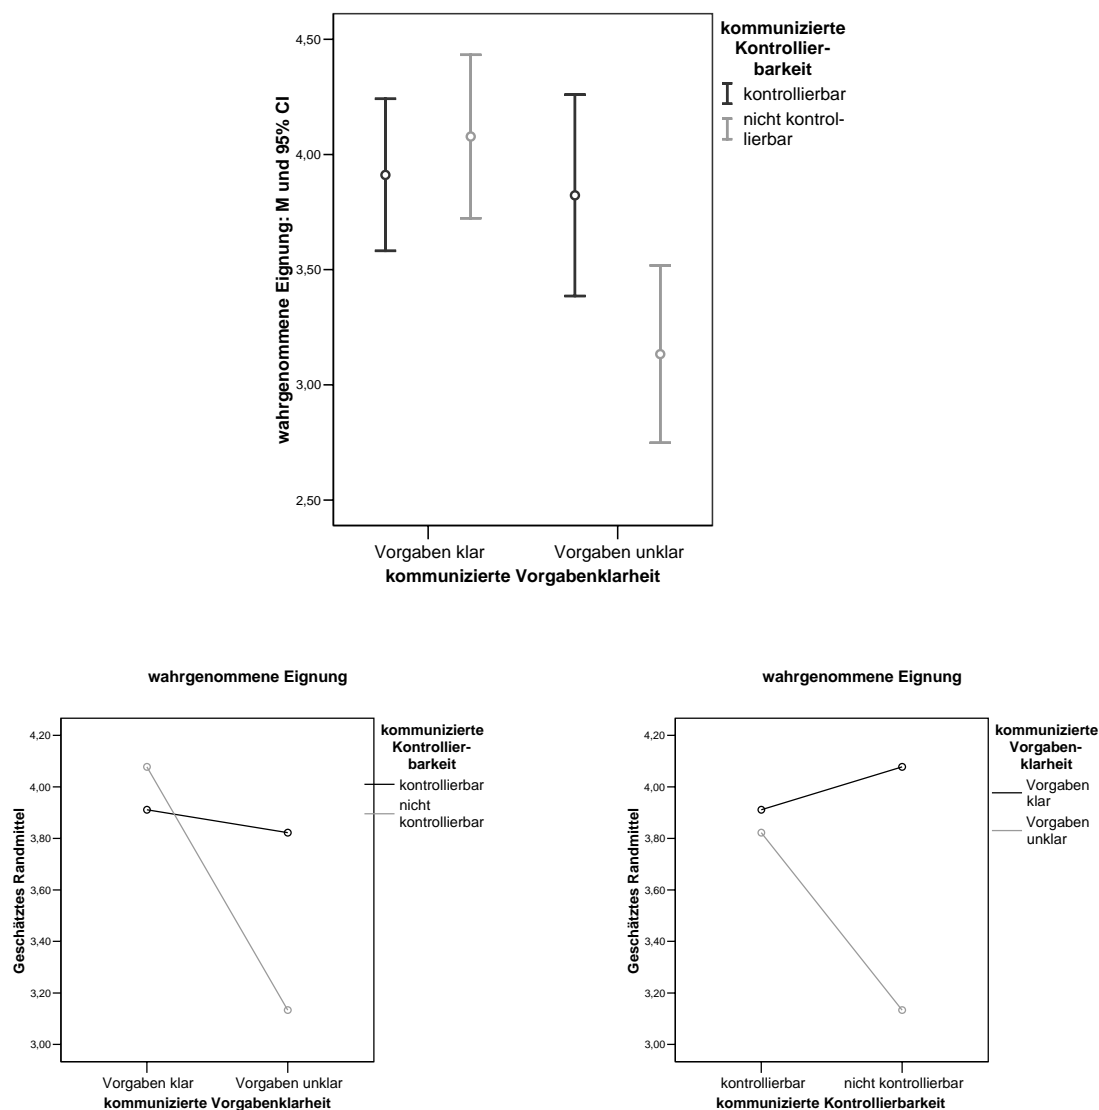 kommunizierte
Kontrollier-
barkeit
kontrollierbar
nicht kontrol-
lierbar
wahrgenommene Eignung: M und 95% CI
4,50
4,00
3,50
3,00
2,50
Vorgaben klar
Vorgaben unklar
kommunizierte Vorgabenklarheit
wahrgenommene Eignung
Geschätztes Randmittel
4,20
4,00
3,80
3,60
3,40
3,20
3,00
Vorgaben klar
Vorgaben unklar
kommunizierte Vorgabenklarheit
kommunizierte
Kontrollier-
barkeit
kontrollierbar
nicht
kontrollierbar
wahrgenommene Eignung
Geschätztes Randmittel
4,20
4,00
3,80
3,60
3,40
3,20
3,00
kontrollierbar
nicht kontrollierbar
kommunizierte Kontrollierbarkeit
kommunizierte
Vorgaben-
klarheit
Vorgaben
klar
Vorgaben
unklar